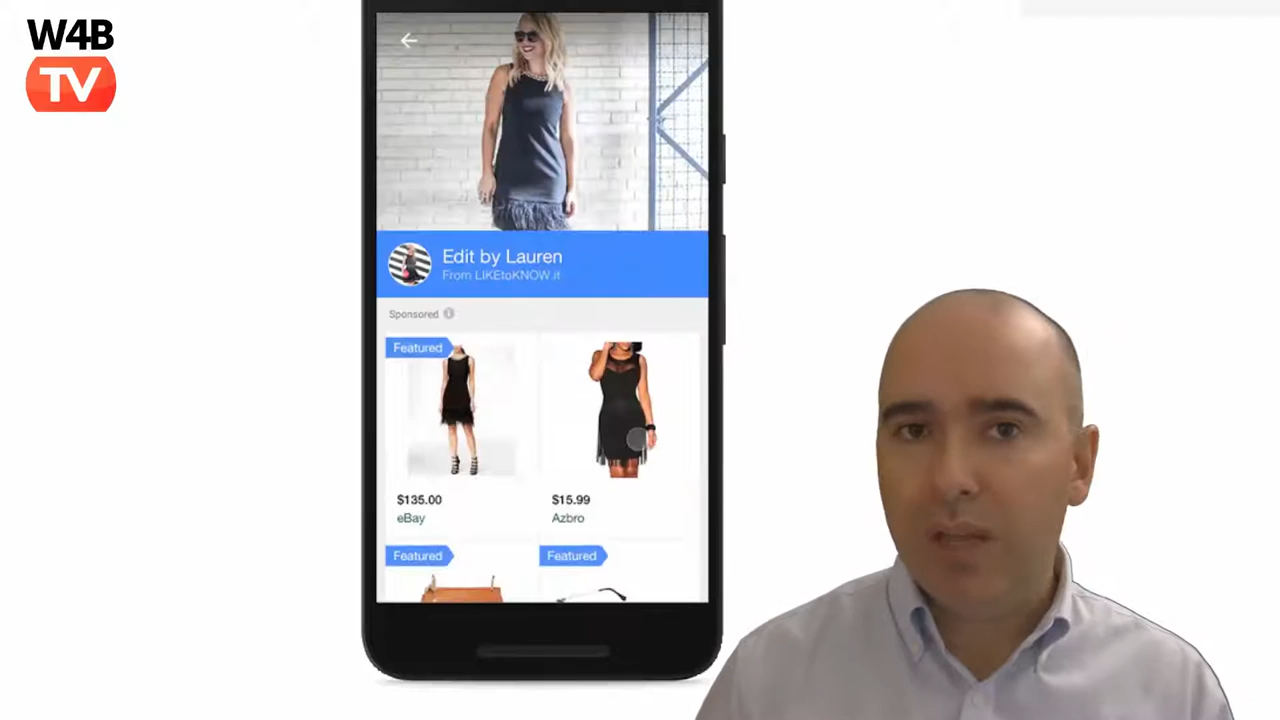 W4B
TV
Edit by Lauren
From LIKEtoKNOW.it
Sponsored
Featured
$135.00
eBay
$15.99
Azbro
Featured
Featured